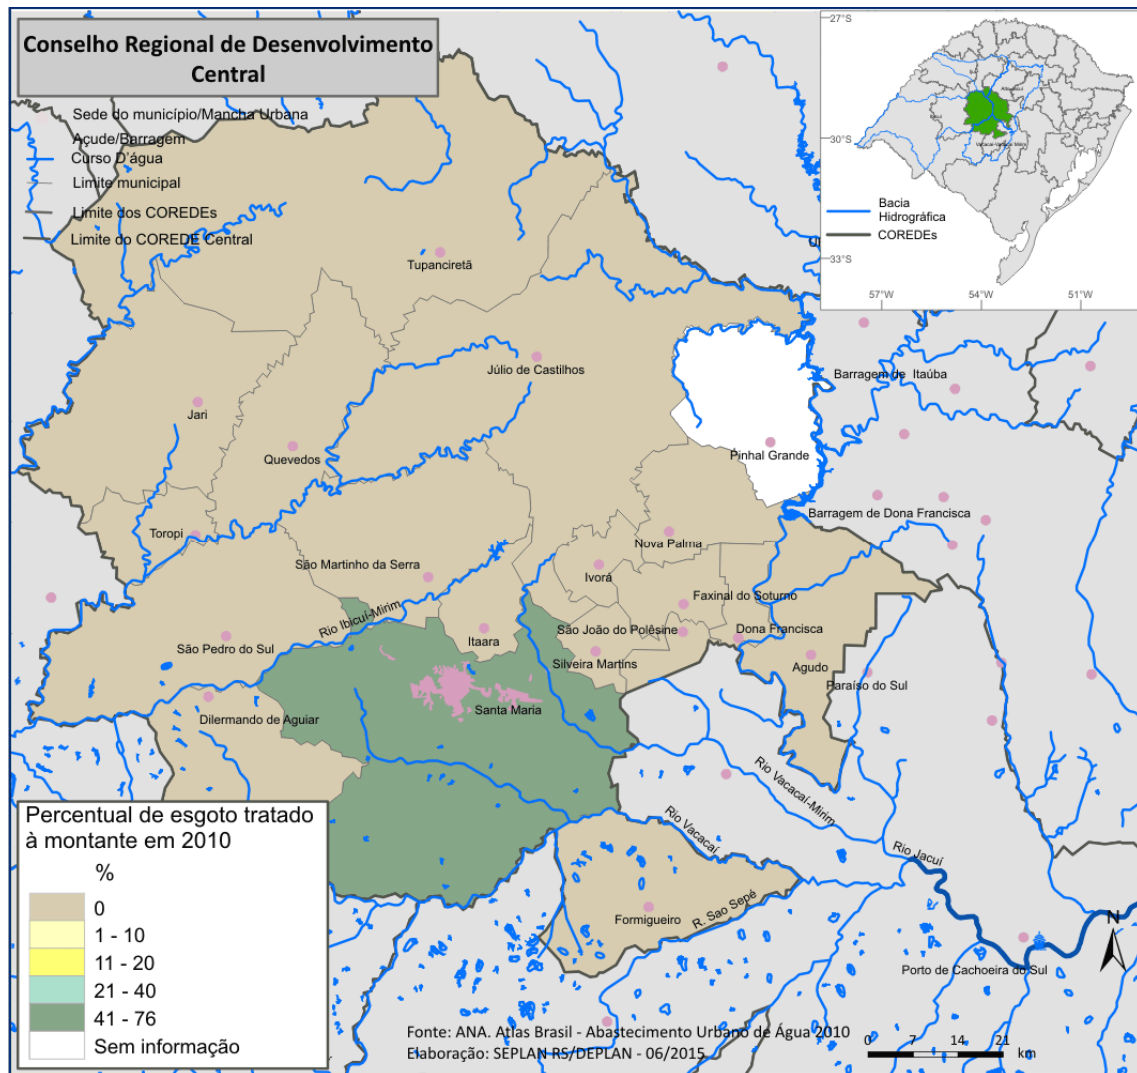 Conselho Regional de Desenvolvimento
Central
Sede do município/Mancha Urbana
Açude/Barragem
Curso D'água
Limite municipal
Limite dos COREDEs
Limite do COREDE Central
27°S
30°S
33°S
57°W
54°W
51°W
Bacia
Hidrográfica
COREDEs
Tupanciretã
Júlio de Castilhos
Jari
Quevedos
Pinhal Grande
Barragem de Itaúba
Toropi
Nova Palma
Barragem de Dona Francisca
São Martinho da Serra
Ivorá
Faxinal do Soturno
Rio Ibicuí-Mirim
São Pedro do Sul
Itaara
São João do Polêsine
Dona Francisca
Silveira Martins
Agudo
Paraíso do Sul
Dilermando de Aguiar
Santa Maria
Rio Vacacaí-Mirim
Rio Vacacaí
Rio Jacuí
Formigueiro
R. Sao Sepé
Porto de Cachoeira do Sul
N
Percentual de esgoto tratado
à montante em 2010
%
0
1 - 10
11 - 20
21 - 40
41 - 76
Sem informação
Fonte: ANA. Atlas Brasil - Abastecimento Urbano de Água 2010
Elaboração: SEPLAN RS/DEPLAN - 06/2015
0 7 14 21
km